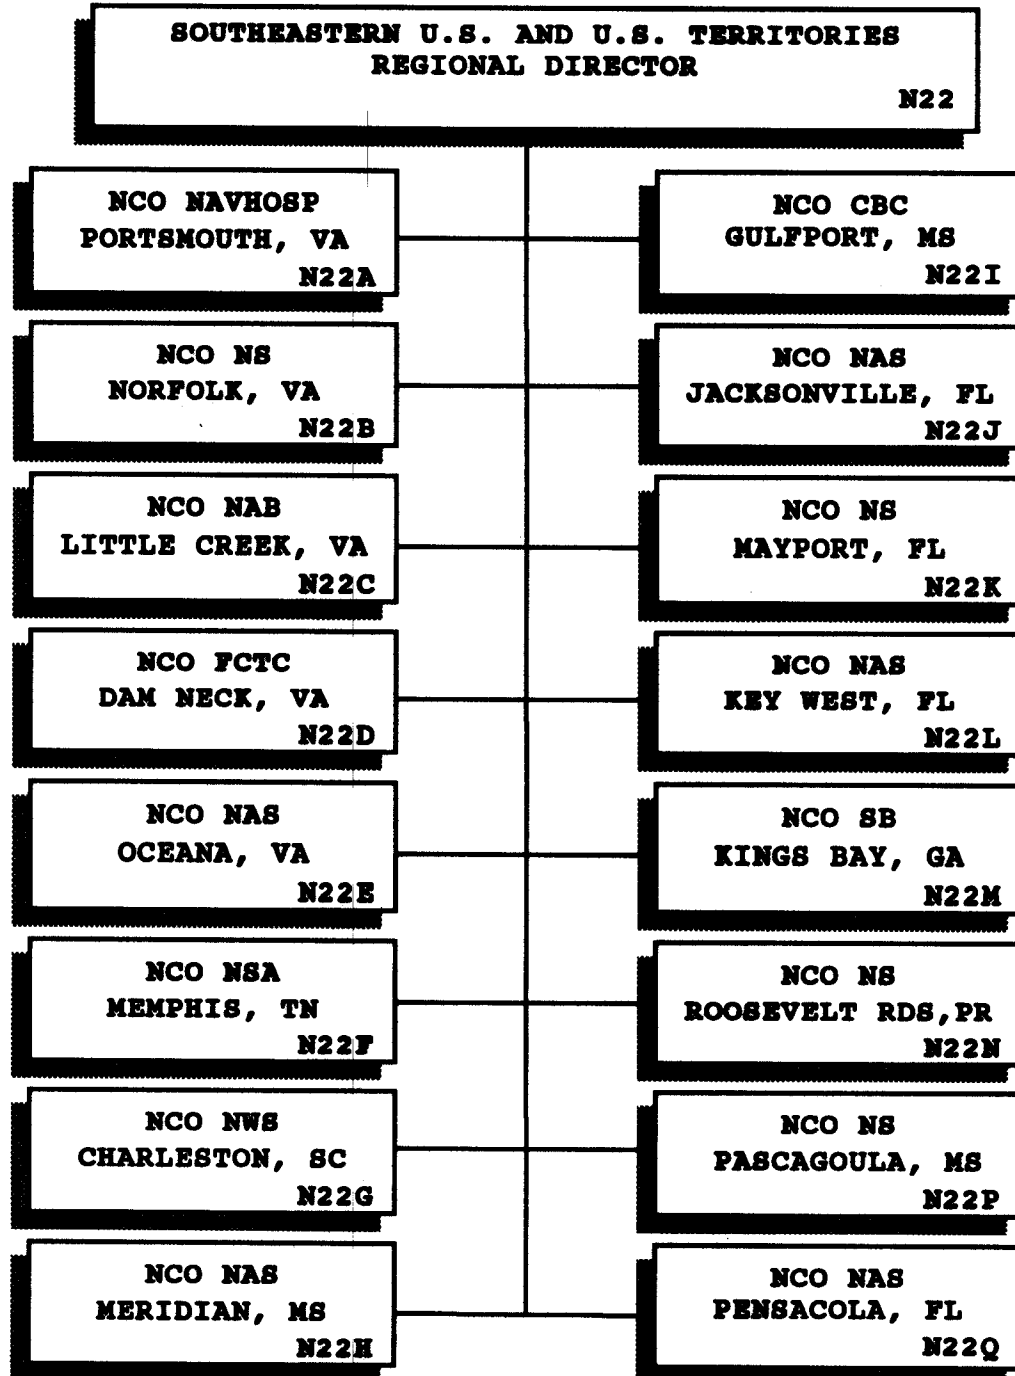 SOUTHEASTERN U.S. AND U.S. TERRITORIES
REGIONAL DIRECTOR
N22
NCO NAVHOSP
PORTSMOUTH, VA
N22A
NCO NS
NORFOLK, VA
N22B
NCO NAB
LITTLE CREEK, VA
N22C
NCO FCTC
DAM NECK, VA
N22D
NCO NAS
OCEANA, VA
N22E
NCO NSA
MEMPHIS, TN
N22F
NCO NWS
CHARLESTON, SC
N22G
NCO NAS
MERIDIAN, MS
N22H
NCO CBC
GULFPORT, MS
N22I
NCO NAS
JACKSONVILLE, FL
N22J
NCO NS
MAYPORT, FL
N22K
NCO NAS
KEY WEST, FL
N22L
NCO SB
KINGS BAY, GA
N22M
NCO NS
ROOSEVELT RDS,PR
N22N
NCO NS
PASCAGOULA, MS
N22P
NCO NAS
PENSACOLA, FL
N22Q